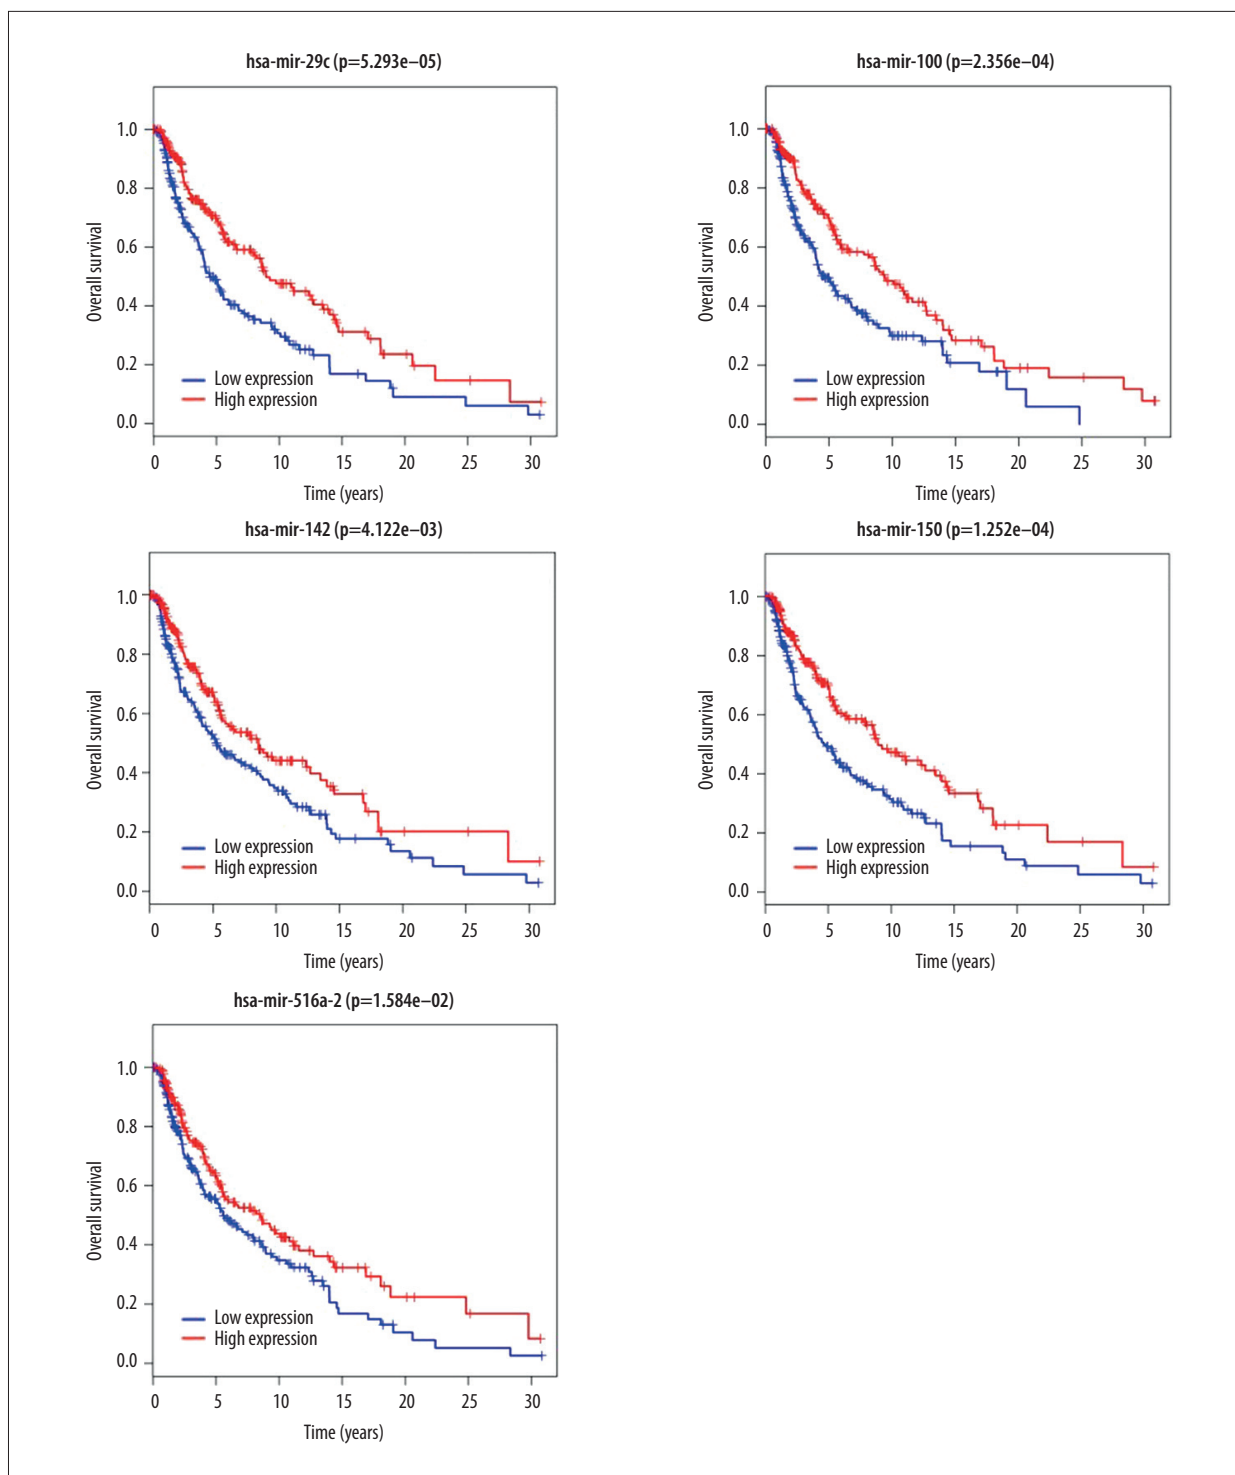 hsa-mir-29c (p=5.293e–05)
1.0
0.8
0.6
0.4
0.2
0.0
Overall survival
Low expression
High expression
0 5 10 15 20 25 30
Time (years)
hsa-mir-100 (p=2.356e–04)
1.0
0.8
0.6
0.4
0.2
0.0
Overall survival
Low expression
High expression
0 5 10 15 20 25 30
Time (years)
hsa-mir-142 (p=4.122e–03)
1.0
0.8
0.6
0.4
0.2
0.0
Overall survival
Low expression
High expression
0 5 10 15 20 25 30
Time (years)
hsa-mir-150 (p=1.252e–04)
1.0
0.8
0.6
0.4
0.2
0.0
Overall survival
Low expression
High expression
0 5 10 15 20 25 30
Time (years)
hsa-mir-516a-2 (p=1.584e–02)
1.0
0.8
0.6
0.4
0.2
0.0
Overall survival
Low expression
High expression
0 5 10 15 20 25 30
Time (years)